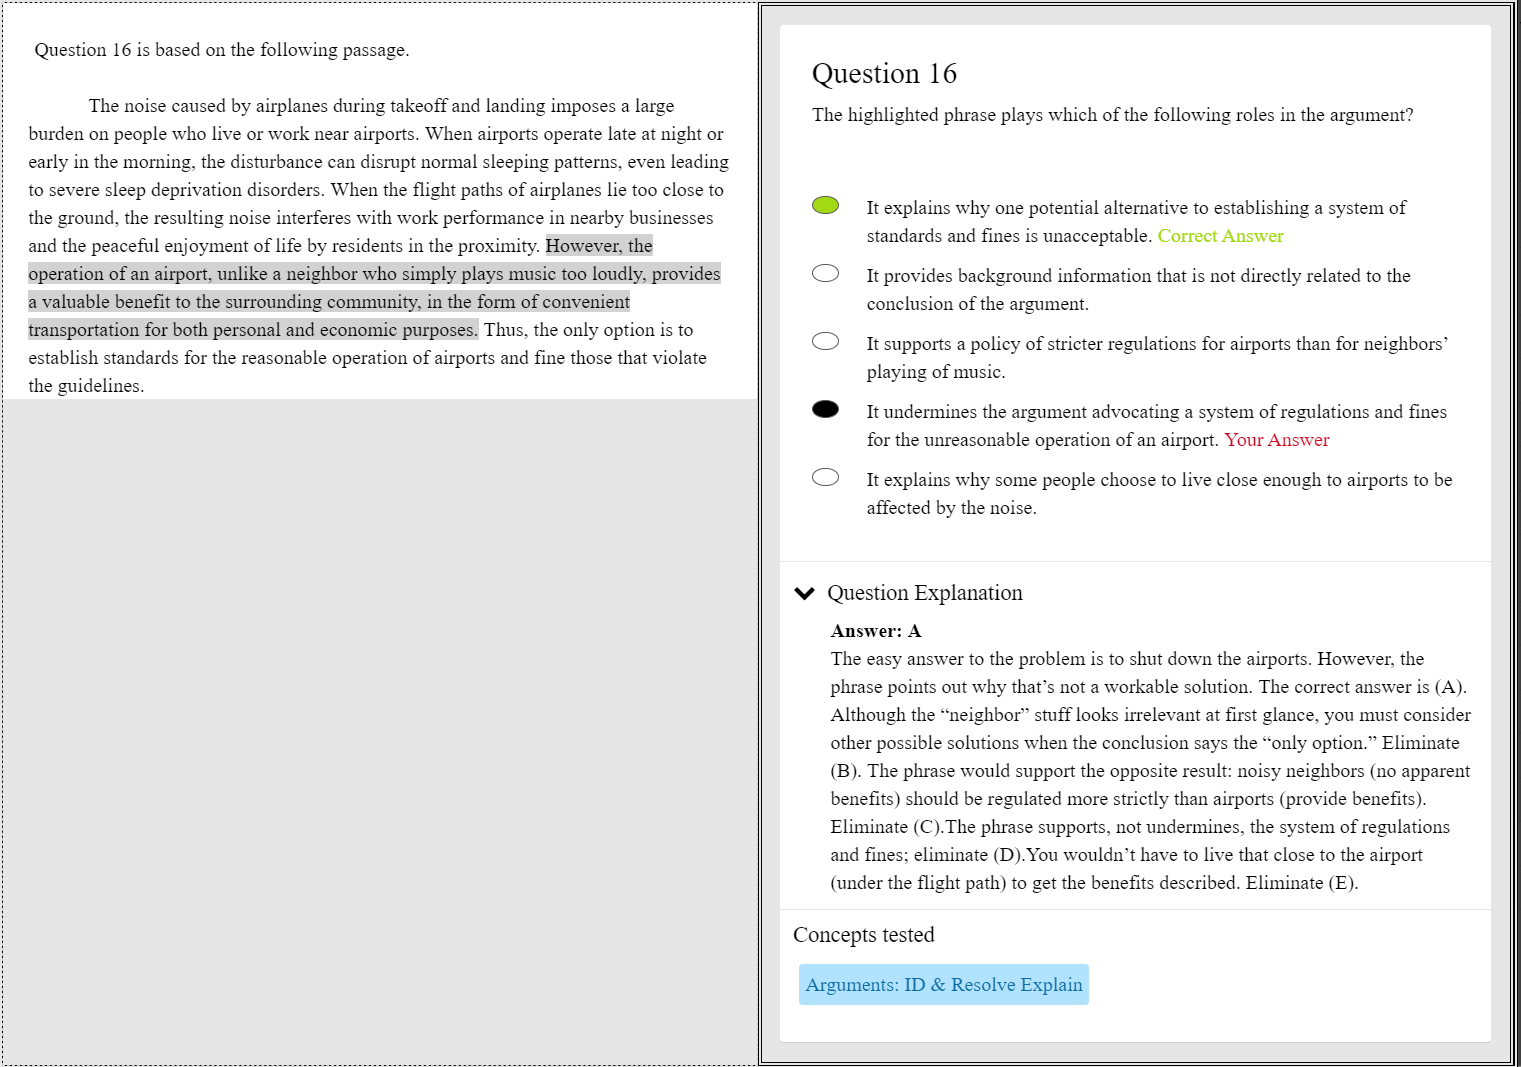 Question 16 is based on the following passage.
The noise caused by airplanes during takeoff and landing imposes a large
burden on people who live or work near airports. When airports operate late at night or
early in the morning, the disturbance can disrupt normal sleeping patterns, even leading
to severe sleep deprivation disorders. When the flight paths of airplanes lie too close to
the ground, the resulting noise interferes with work performance in nearby businesses
and the peaceful enjoyment of life by residents in the proximity. However, the
operation of an airport, unlike a neighbor who simply plays music too loudly, provides
a valuable benefit to the surrounding community, in the form of convenient
transportation for both personal and economic purposes. Thus, the only option is to
establish standards for the reasonable operation of airports and fine those that violate
the guidelines.
Question 16
The highlighted phrase plays which of the following roles in the argument?
It explains why one potential alternative to establishing a system of
standards and fines is unacceptable. Correct Answer
It provides background information that is not directly related to the
conclusion of the argument.
It supports a policy of stricter regulations for airports than for neighbors’
playing of music.
It undermines the argument advocating a system of regulations and fines
for the unreasonable operation of an airport. Your Answer
It explains why some people choose to live close enough to airports to be
affected by the noise.
Question Explanation
Answer: A
The easy answer to the problem is to shut down the airports. However, the
phrase points out why that’s not a workable solution. The correct answer is (A).
Although the “neighbor” stuff looks irrelevant at first glance, you must consider
other possible solutions when the conclusion says the “only option.” Eliminate
(B). The phrase would support the opposite result: noisy neighbors (no apparent
benefits) should be regulated more strictly than airports (provide benefits).
Eliminate (C).The phrase supports, not undermines, the system of regulations
and fines; eliminate (D).You wouldn’t have to live that close to the airport
(under the flight path) to get the benefits described. Eliminate (E).
Concepts tested
Arguments: ID & Resolve Explain